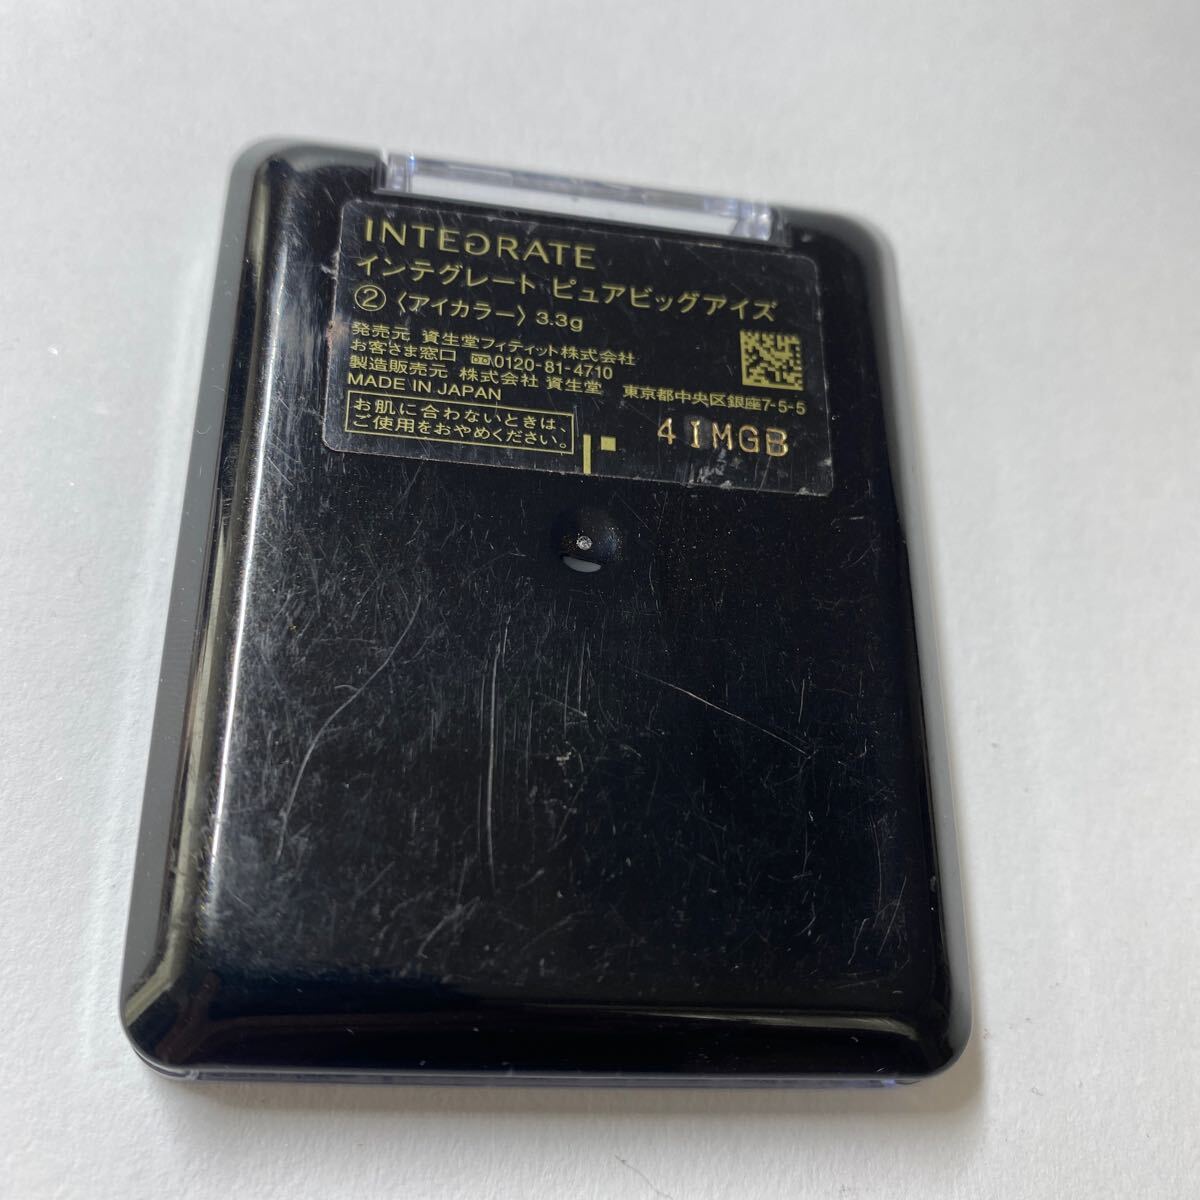 INTEGRATE
インテグレート ピュアビッグアイズ
② 〈アイカラー〉 3.3g
発売元 資生堂フィティット株式会社
お客さま窓口 0120-81-4710
製造販売元 株式会社 資生堂 東京都中央区銀座7-5-5
MADE IN JAPAN
お肌に合わないときは、
ご使用をおやめください。
41MGB